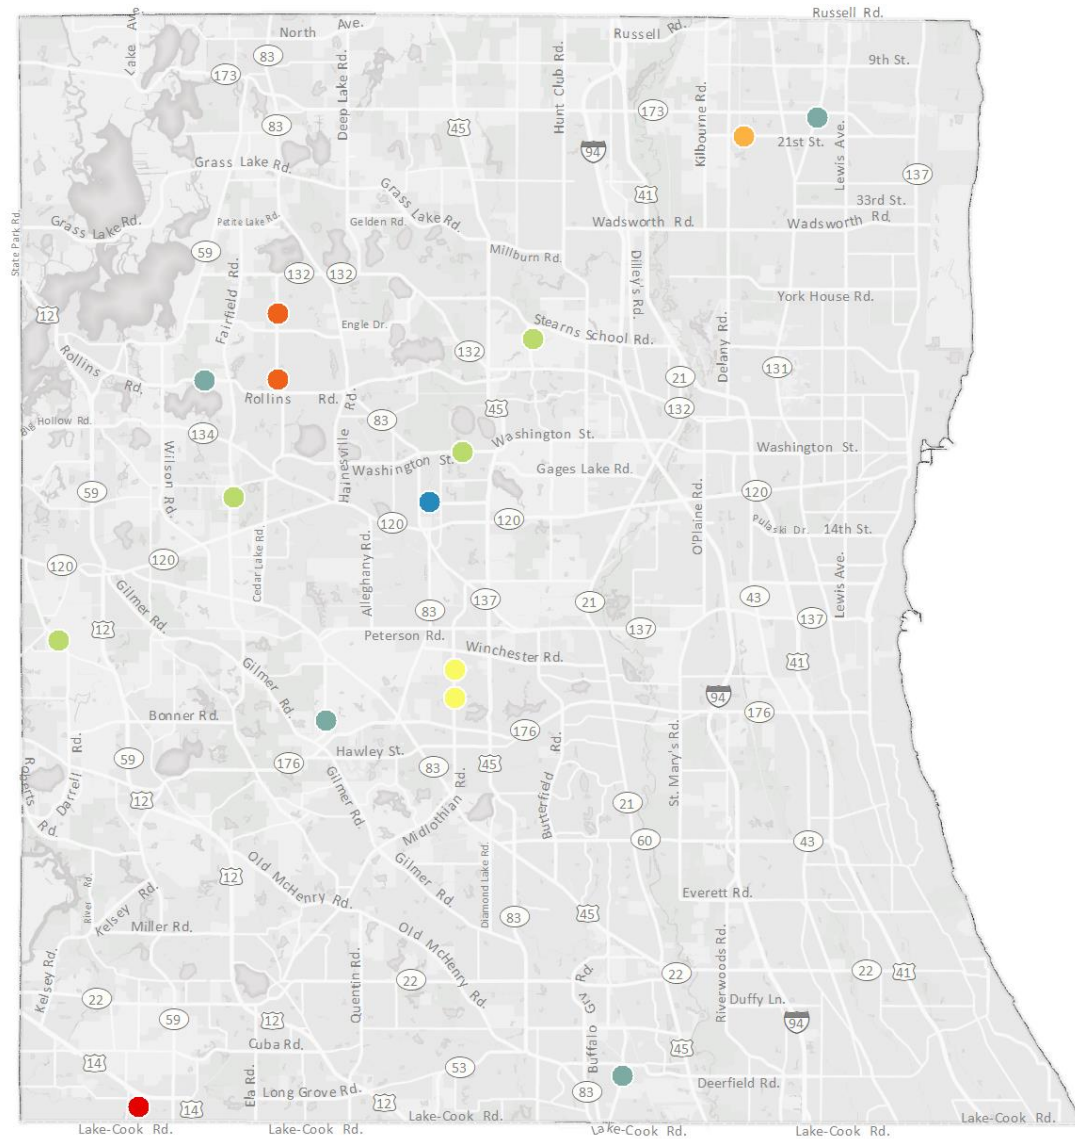 Russell Rd.
Lake Ave.
North Ave.
83
Russell Rd.
9th St.
173
Deep Lake Rd.
Hunt Club Rd.
Kilbourne Rd.
83
45
173
94
21st St.
Lewis Ave.
Grass Lake Rd.
137
41
Grass Lake Rd.
33rd St.
Grass Lake Rd.
Petite Lake Rd.
Gelden Rd.
Wadsworth Rd.
Wadsworth Rd.
State Park Rd.
59
Millburn Rd.
Dilley's Rd.
132
132
Fairfield Rd.
York House Rd.
12
Engle Dr.
Stearns School Rd.
Delany Rd.
Rollins Rd.
132
131
21
Rollins Rd.
45
132
Big Hollow Rd.
83
134
Hainesville Rd.
Washington St.
Washington St.
Wilson Rd.
Washington St.
Gages Lake Rd.
59
120
O'Plaine Rd.
120
120
Pulaski Dr.
14th St.
Cedar Lake Rd.
120
120
Alleghany Rd.
Lewis Ave.
Gilmer Rd.
83
137
21
43
137
12
Peterson Rd.
137
Winchester Rd.
41
Gilmer Rd.
94
Bonner Rd.
176
176
St. Mary's Rd.
Hawley St.
59
176
83
45
Butterfield Rd.
Roberts Rd.
Darrell Rd.
12
Gilmer Rd.
Midlothian Rd.
21
60
43
Old McHenry Rd.
Gilmer Rd.
Diamond Lake Rd.
12
Everett Rd.
River Rd.
Kelsey Rd.
83
45
Miller Rd.
Old McHenry Rd.
Kelsey Rd.
Quentin Rd.
22
Buffalo Grv Rd.
22
Riverwoods Rd.
22
41
22
Duffy Ln.
59
12
94
Cuba Rd.
45
14
53
Ela Rd.
Long Grove Rd.
83
Deerfield Rd.
14
12
Lake-Cook Rd.
Lake-Cook Rd.
Lake-Cook Rd.
Lake-Cook Rd.
Lake-Cook Rd.
Lake-Cook Rd.